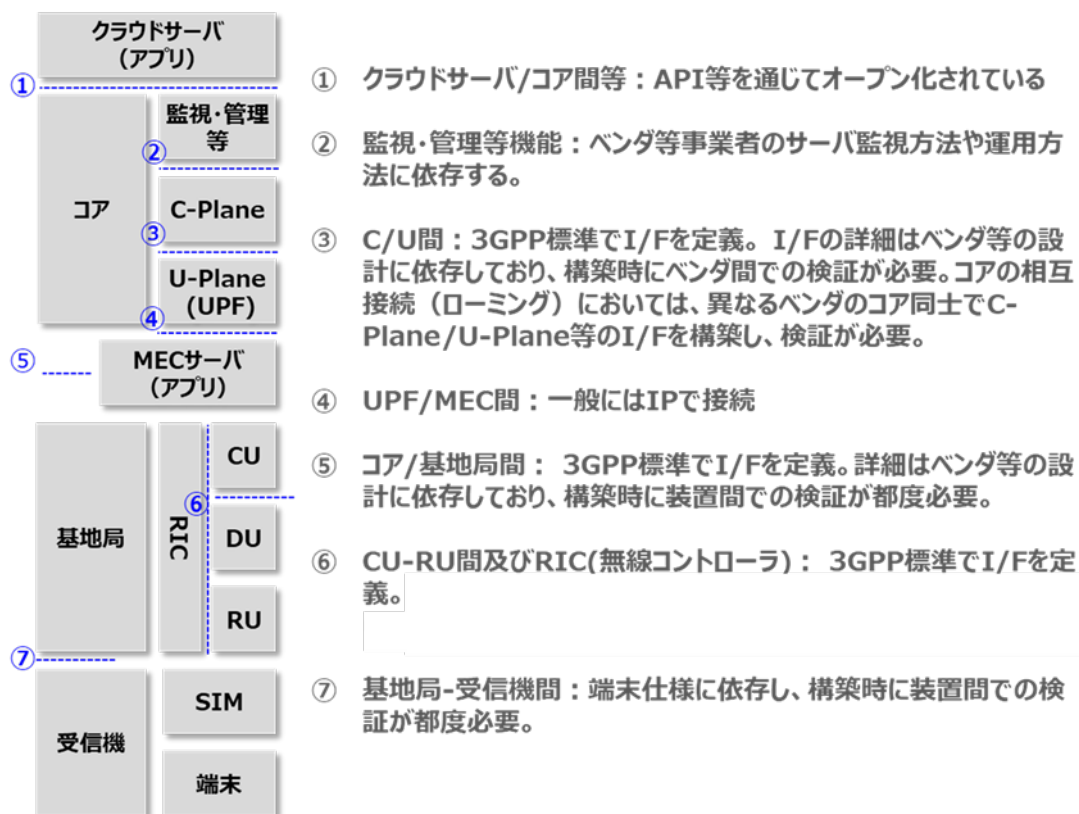 クラウドサーバ
（アプリ）
①
監視・管理
等
②
コア
C-Plane
③
U-Plane
(UPF)
④
⑤
MECサーバ
（アプリ）
基地局
RIC
CU
⑥
DU
RU
⑦
受信機
SIM
端末
① クラウドサーバ/コア間等：API等を通じてオープン化されている
② 監視・管理等機能：ベンダ等事業者のサーバ監視方法や運用方
法に依存する。
③ C/U間：3GPP標準でI/Fを定義。I/Fの詳細はベンダ等の設
計に依存しており、構築時にベンダ間での検証が必要。コアの相互
接続（ローミング）においては、異なるベンダのコア同士でC-
Plane/U-Plane等のI/Fを構築し、検証が必要。
④ UPF/MEC間：一般にはIPで接続
⑤ コア/基地局間： 3GPP標準でI/Fを定義。詳細はベンダ等の設
計に依存しており、構築時に装置間での検証が都度必要。
⑥ CU-RU間及びRIC(無線コントローラ)： 3GPP標準でI/Fを定
義。
⑦ 基地局-受信機間：端末仕様に依存し、構築時に装置間での検
証が都度必要。